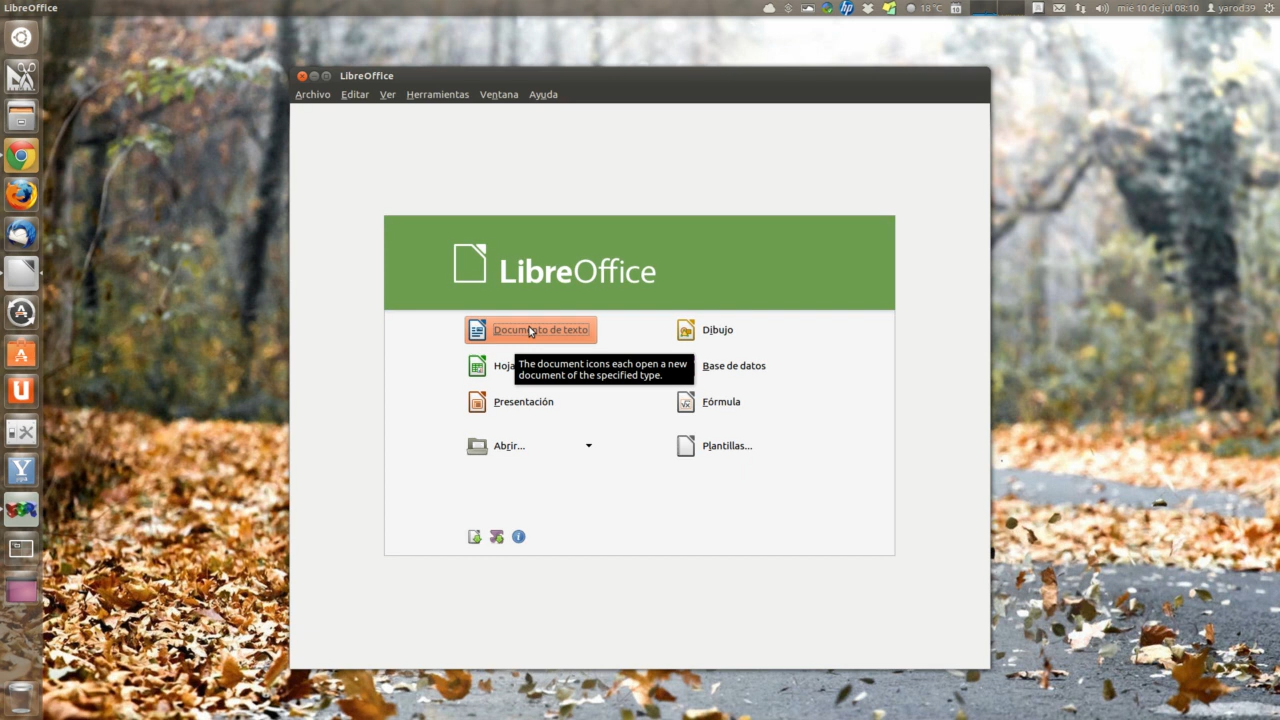 LibreOffice
18°C
10
mié 10 de jul 08:10
yarod39
LibreOffice
Archivo Editar Ver Herramientas Ventana Ayuda
LibreOffice
Documento de texto
Dibujo
Hoja
The document icons each open a new
document of the specified type.
Base de datos
Presentación
Fórmula
Abrir...
Plantillas...